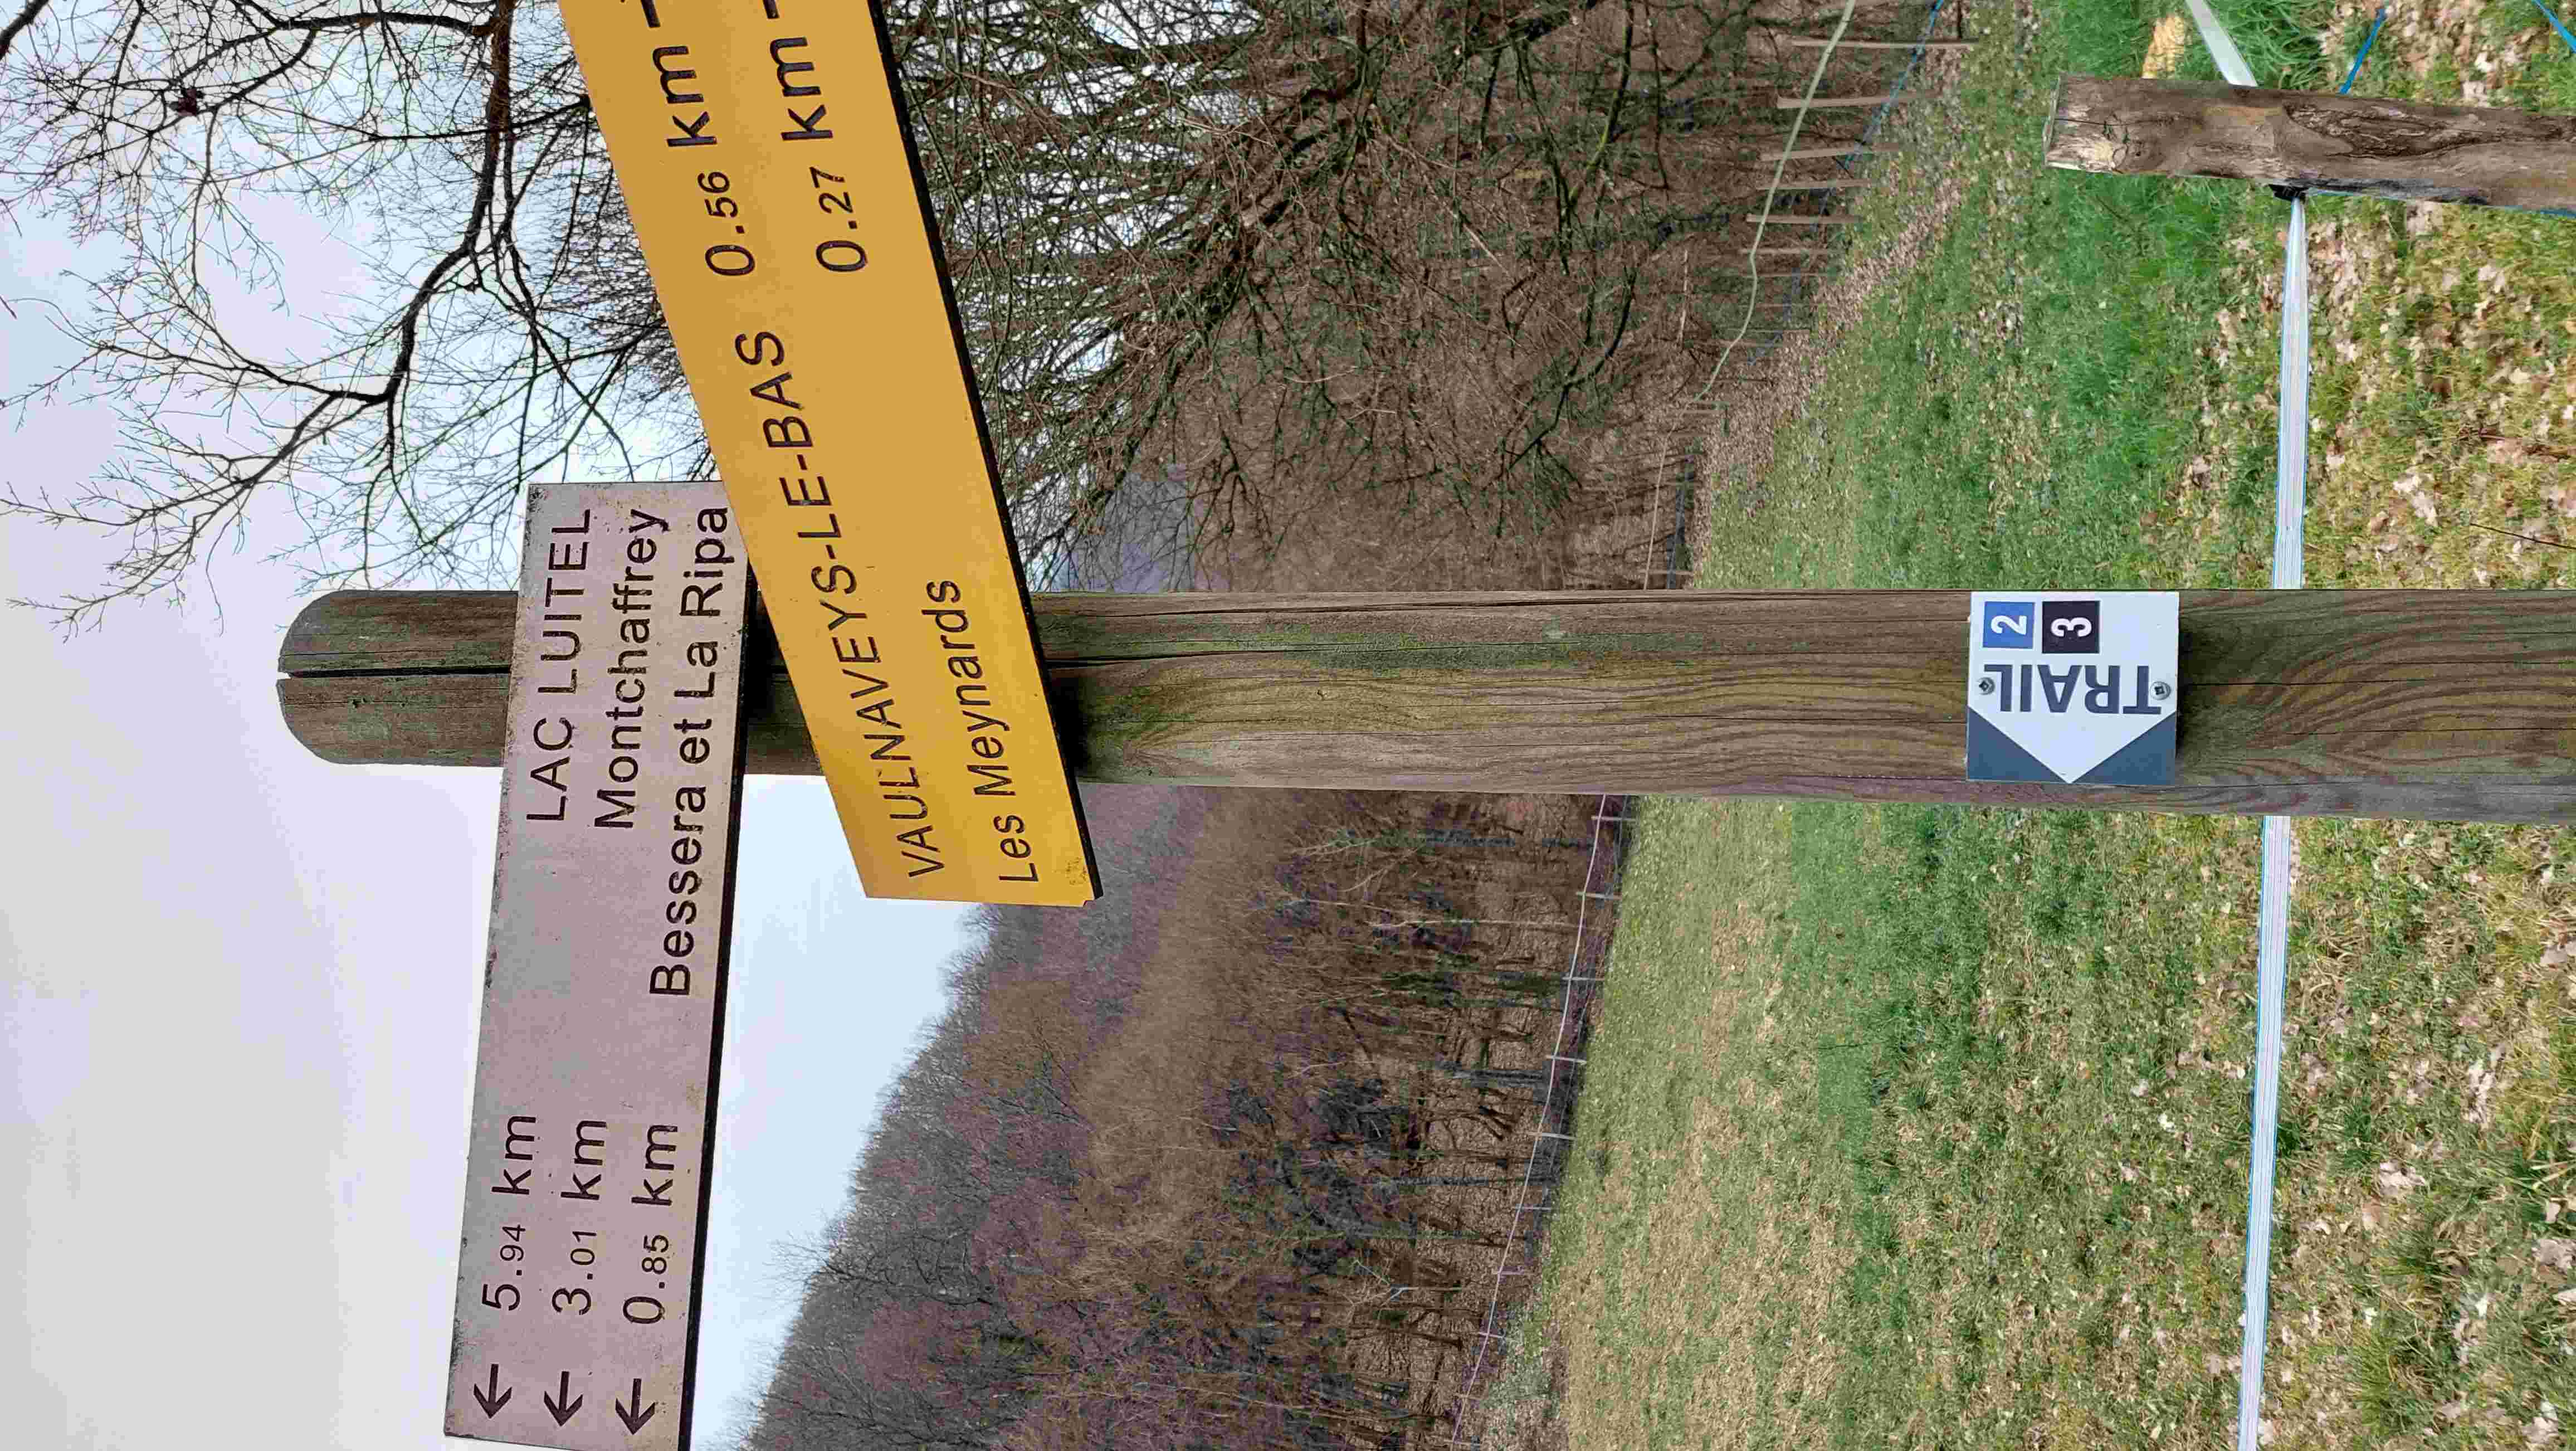 ← 5.94 km LAC LUITEL
← 3.01 km Montchaffrey
← 0.85 km Bessera et La Ripa
VAULNAVEYS-LE-BAS 0.56 km
Les Meynards 0.27 km
TRAIL
2
3